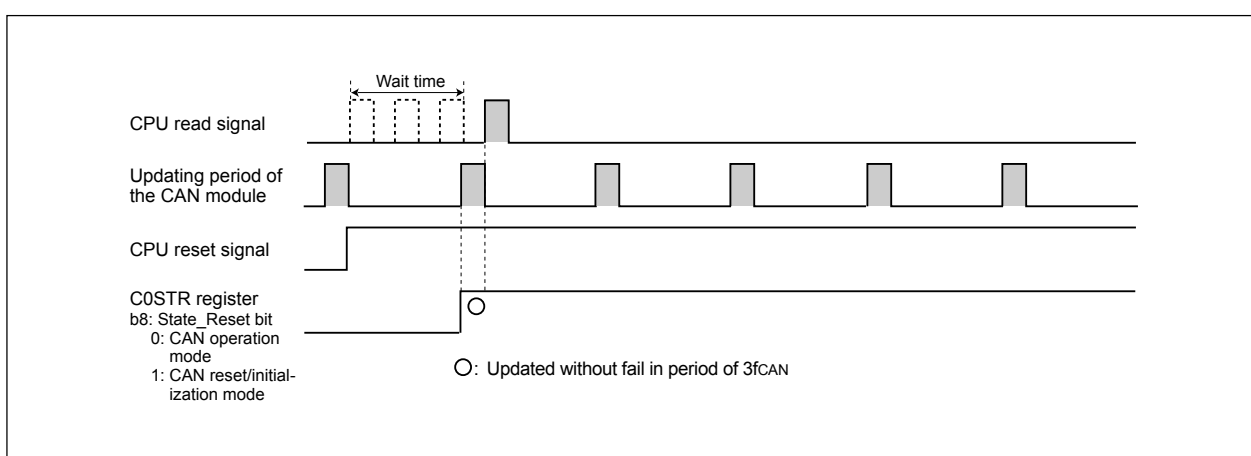 Wait time
CPU read signal
Updating period of
the CAN module
CPU reset signal
C0STR register
b8: State_Reset bit
0: CAN operation
mode
1: CAN reset/initial-
ization mode
○: Updated without fail in period of 3fCAN